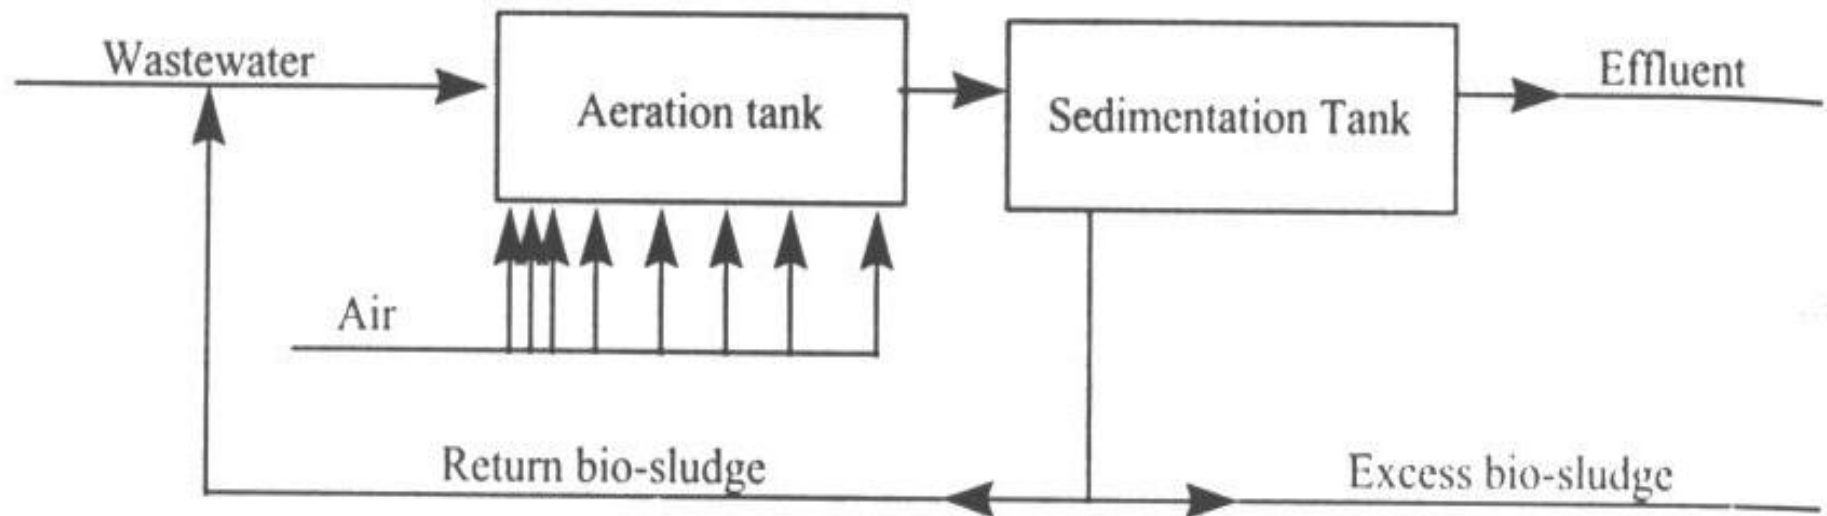 Wastewater
Aeration tank
Sedimentation Tank
Effluent
Air
Return bio-sludge
Excess bio-sludge